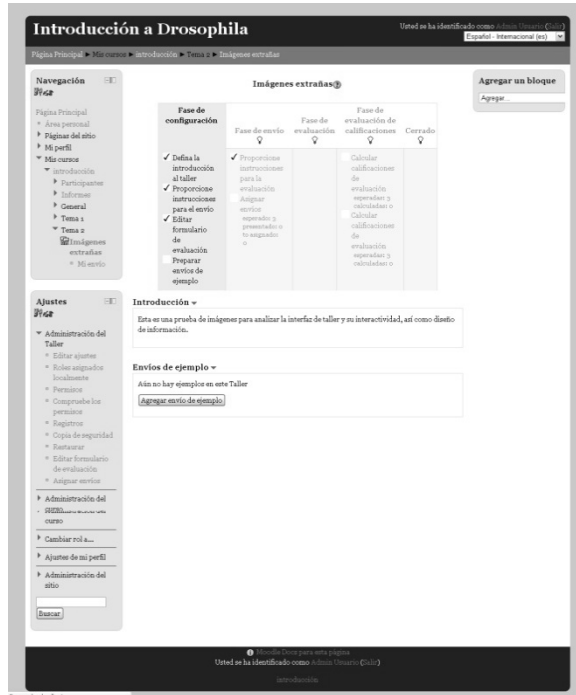 Introducción a Drosophila
Usted se ha identificado como Admin Usuario (Salir)
Español - Internacional (es)
Página Principal ► Mis cursos ► introducción ► Tema 2 ► Imágenes extrañas
Navegación
Página Principal
Área personal
Páginas del sitio
Mi perfil
Mis cursos
introducción
Participantes
Informes
General
Tema 1
Tema 2
Imágenes
extrañas
Mi envío
Ajustes
Administración del
Taller
Editar ajustes
Roles asignados
localmente
Permisos
Compruebe los
permisos
Registros
Copia de seguridad
Restaurar
Editar formulario
de evaluación
Asignar envíos
Administración del
curso
Cambiar rol a...
Ajustes de mi perfil
Administración del
sitio
Buscar
Imágenes extrañas
Fase de
configuración
Fase de envío
Fase de
evaluación
Fase de
evaluación de
calificaciones
Cerrado
✓ Defina la
introducción
al taller
✓ Proporcione
instrucciones
para el envío
✓ Editar
formulario
de
evaluación
Preparar
envíos de
ejemplo
✓ Proporcione
instrucciones
para la
evaluación
Asignar
envíos
esperado: 3
presentado: 0
to asignado:
0
Calcular
calificaciones
de
evaluación
esperadas: 3
calculadas: 0
Calcular
calificaciones
de
evaluación
esperadas: 3
calculadas: 0
Introducción
Esta es una prueba de imágenes para analizar la interfaz de taller y su interactividad, así como diseño
de información.
Envíos de ejemplo
Aún no hay ejemplos en este Taller
Agregar envío de ejemplo
Agregar un bloque
Agregar...
Moodle Docs para esta página
Usted se ha identificado como Admin Usuario (Salir)
introducción